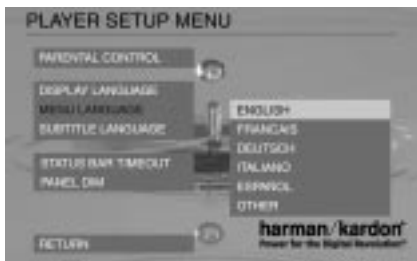 PLAYER SETUP MENU
PARENTAL CONTROL
DISPLAY LANGUAGE
MENU LANGUAGE
SUBTITLE LANGUAGE
STATUS BAR TIMEOUT
PANEL DIM
RETURN
ENGLISH
FRANCAIS
DEUTSCH
ITALIANO
ESPANOL
OTHER
harman/kardon
Power for the Digital Revolution